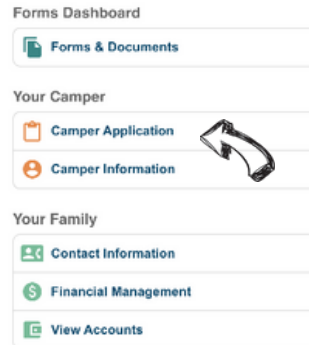 Forms Dashboard
Forms & Documents
Your Camper
Camper Application
Camper Information
Your Family
Contact Information
Financial Management
View Accounts